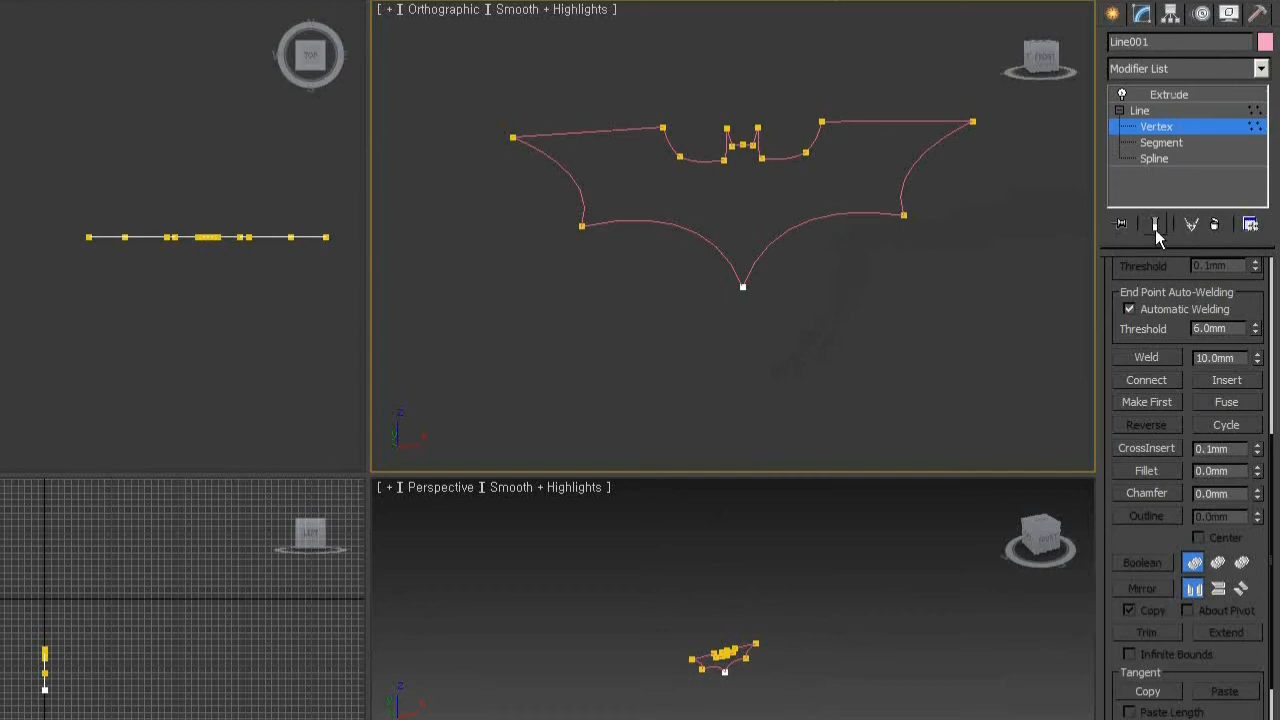 [ + ] Orthographic ] Smooth + Highlights ]
TOP
FRONT
Line001
Modifier List
Extrude
Line
Vertex
Segment
Spline
Threshold 0.1mm
End Point Auto-Welding
Automatic Welding
Threshold 6.0mm
Weld 10.0mm
Connect Insert
Make First Fuse
Reverse Cycle
CrossInsert 0.1mm
Fillet 0.0mm
Chamfer 0.0mm
Outline 0.0mm
Center
Boolean
Mirror
Copy About Pivot
Trim Extend
Infinite Bounds
Tangent
Copy Paste
Paste Length
z
[ + ] Perspective ] Smooth + Highlights ]
z